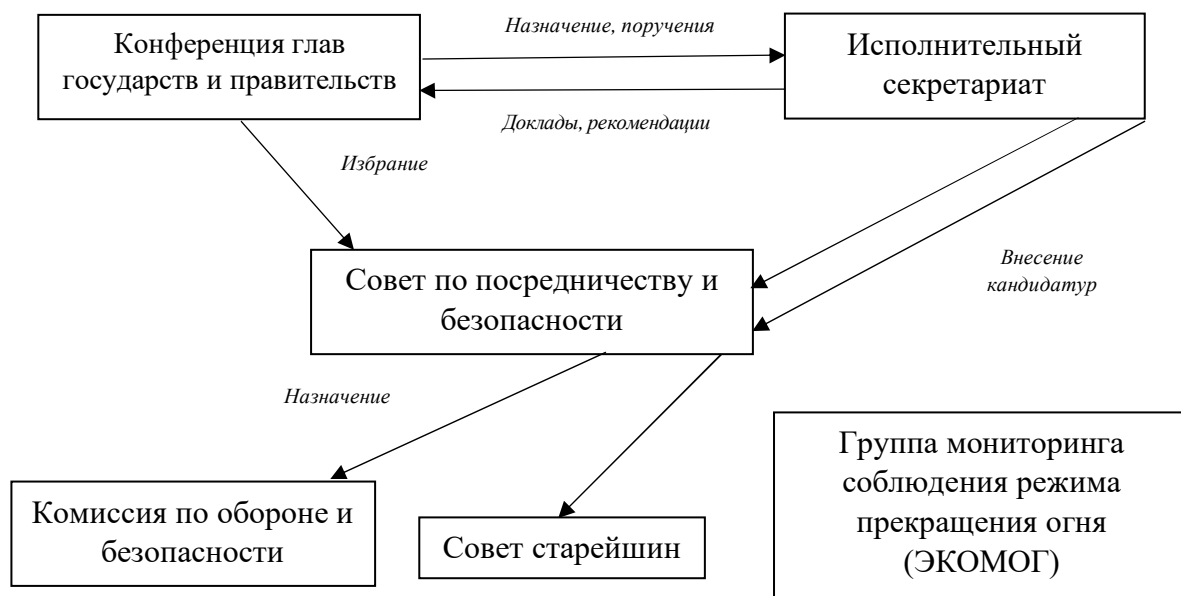 Конференция глав
государств и правительств
Назначение, поручения
Исполнительный
секретариат
Доклады, рекомендации
Избрание
Внесение
кандидатур
Совет по посредничеству и
безопасности
Назначение
Группа мониторинга
соблюдения режима
прекращения огня
(ЭКОМОГ)
Комиссия по обороне и
безопасности
Совет старейшин